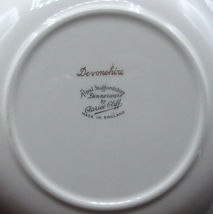 Devonshire
Royal Staffordshire
Dinnerware
by
Clarice Cliff
MADE IN ENGLAND